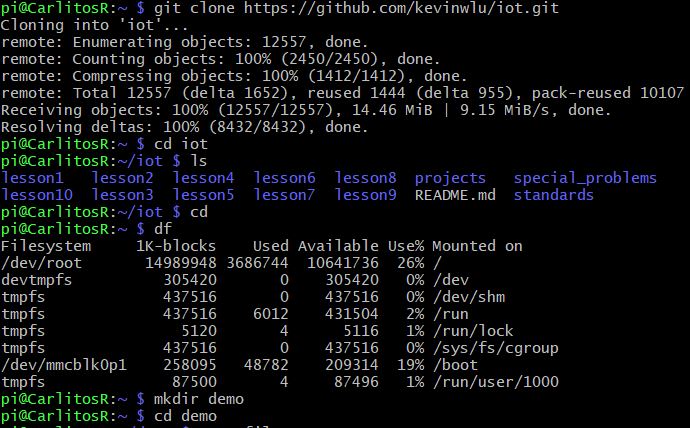 pi@CarlitosR:~ $ git clone https://github.com/kevinwlu/iot.git
Cloning into 'iot'...
remote: Enumerating objects: 12557, done.
remote: Counting objects: 100% (2450/2450), done.
remote: Compressing objects: 100% (1412/1412), done.
remote: Total 12557 (delta 1652), reused 1444 (delta 955), pack-reused 10107
Receiving objects: 100% (12557/12557), 14.46 MiB | 9.15 MiB/s, done.
Resolving deltas: 100% (8432/8432), done.
pi@CarlitosR:~ $ cd iot
pi@CarlitosR:~/iot $ ls
lesson1   lesson2  lesson4  lesson6  lesson8  projects   special_problems
lesson10  lesson3  lesson5  lesson7  lesson9  README.md  standards
pi@CarlitosR:~/iot $ cd
pi@CarlitosR:~ $ df
Filesystem     1K-blocks    Used Available Use% Mounted on
/dev/root       14989948 3686744  10641736  26% /
devtmpfs          305420       0    305420   0% /dev
tmpfs             437516       0    437516   0% /dev/shm
tmpfs             437516    6012    431504   2% /run
tmpfs               5120       4      5116   1% /run/lock
tmpfs             437516       0    437516   0% /sys/fs/cgroup
/dev/mmcblk0p1    258095   48782    209314  19% /boot
tmpfs              87500       4     87496   1% /run/user/1000
pi@CarlitosR:~ $ mkdir demo
pi@CarlitosR:~ $ cd demo